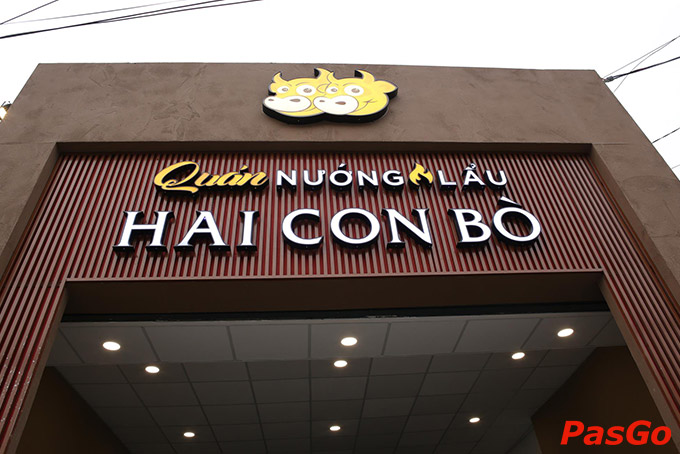 Quán NƯỚNG LẨU
HAI CON BÒ
PasGo